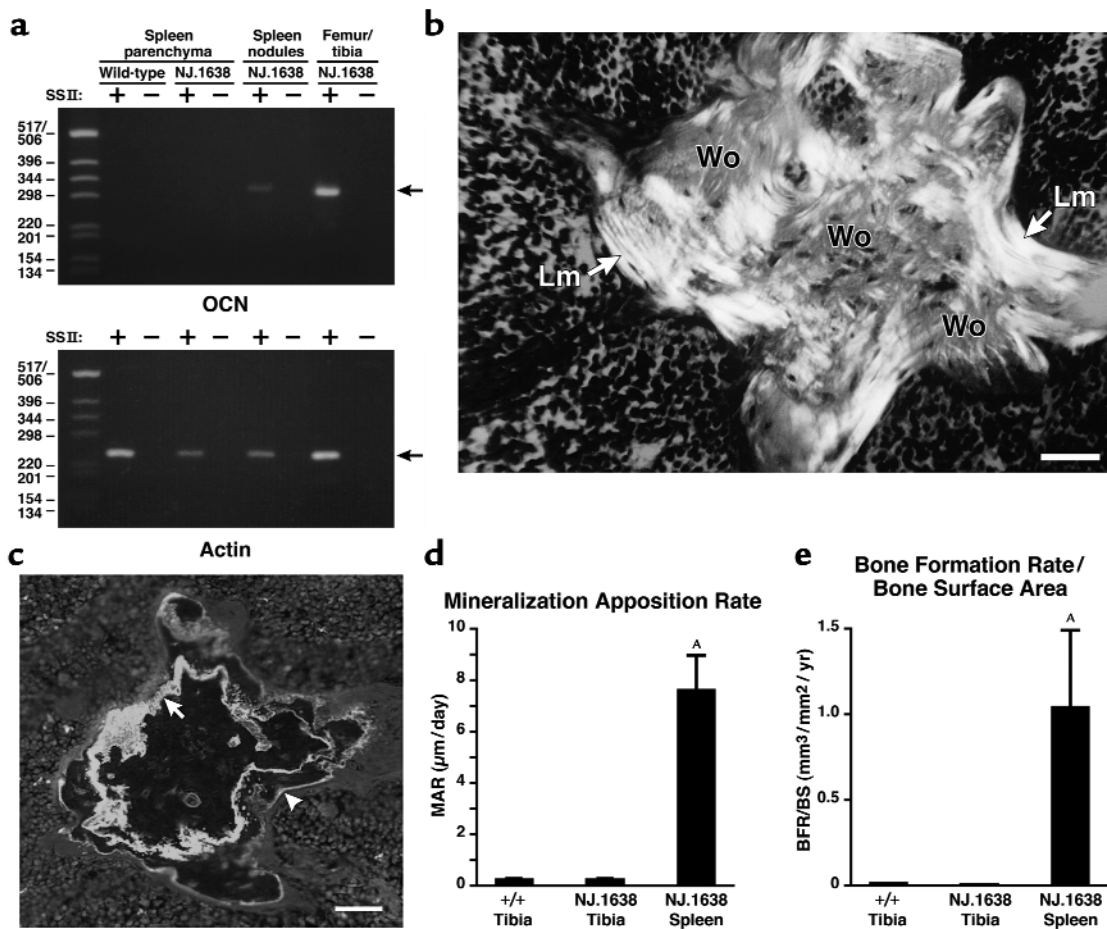 a
Spleen parenchyma
Spleen nodules
Femur/ tibia
Wild-type NJ.1638 NJ.1638 NJ.1638
SSII: + − + − + − + −
517/
506
396
344
298
220
201
154
134
OCN
SSII: + − + − + − + −
517/
506
396
344
298
220
201
154
134
Actin
b
Wo
Wo
Wo
Lm
Lm
c
d
Mineralization Apposition Rate
MAR (µm/day)
10
8
6
4
2
0
A
+/+ Tibia
NJ.1638 Tibia
NJ.1638 Spleen
e
Bone Formation Rate/
Bone Surface Area
BFR/BS (mm³/mm²/yr)
1.5
1.0
0.5
0
A
+/+ Tibia
NJ.1638 Tibia
NJ.1638 Spleen